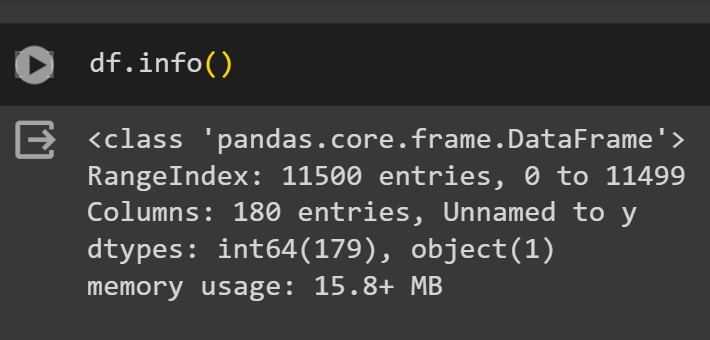 df.info()
<class 'pandas.core.frame.DataFrame'>
RangeIndex: 11500 entries, 0 to 11499
Columns: 180 entries, Unnamed to y
dtypes: int64(179), object(1)
memory usage: 15.8+ MB